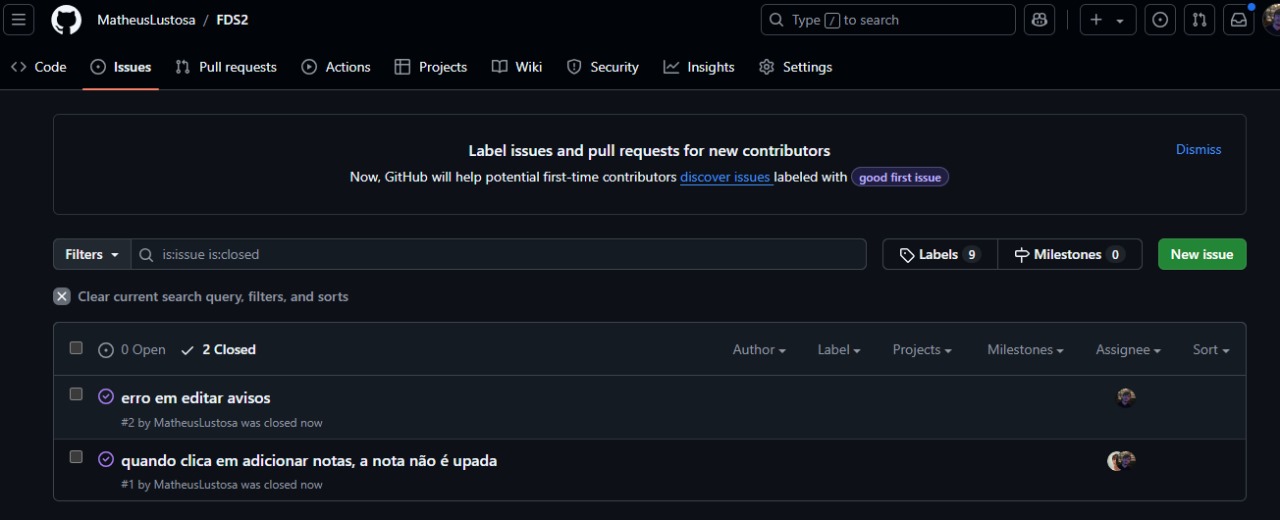 MatheusLustosa / FDS2
Type / to search
Code Issues Pull requests Actions Projects Wiki Security Insights Settings
Label issues and pull requests for new contributors
Dismiss
Now, GitHub will help potential first-time contributors discover issues labeled with good first issue
Filters is:issue is:closed Labels 9 Milestones 0 New issue
Clear current search query, filters, and sorts
0 Open 2 Closed Author Label Projects Milestones Assignee Sort
erro em editar avisos
#2 by MatheusLustosa was closed now
quando clica em adicionar notas, a nota não é upada
#1 by MatheusLustosa was closed now